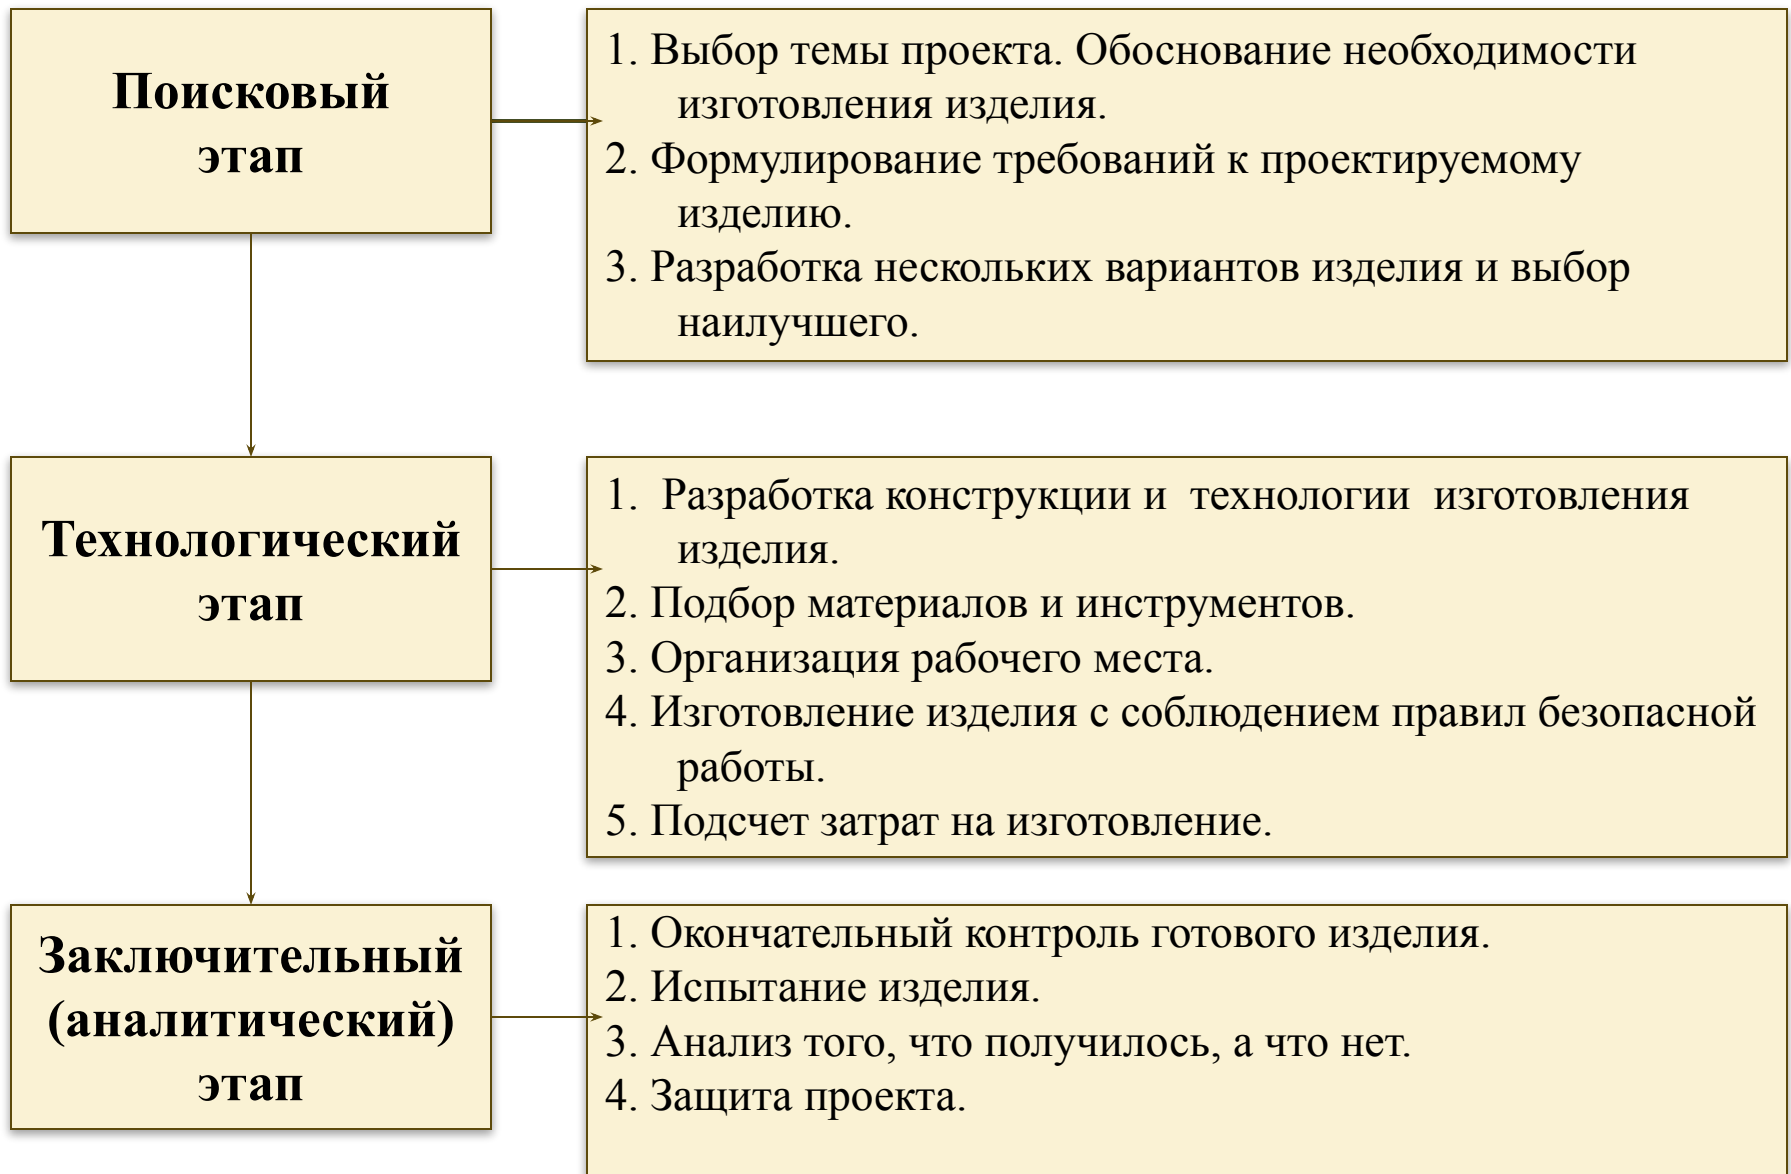 Поисковый
этап
1. Выбор темы проекта. Обоснование необходимости
изготовления изделия.
2. Формулирование требований к проектируемому
изделию.
3. Разработка нескольких вариантов изделия и выбор
наилучшего.
Технологический
этап
1. Разработка конструкции и технологии изготовления
изделия.
2. Подбор материалов и инструментов.
3. Организация рабочего места.
4. Изготовление изделия с соблюдением правил безопасной
работы.
5. Подсчет затрат на изготовление.
Заключительный
(аналитический)
этап
1. Окончательный контроль готового изделия.
2. Испытание изделия.
3. Анализ того, что получилось, а что нет.
4. Защита проекта.